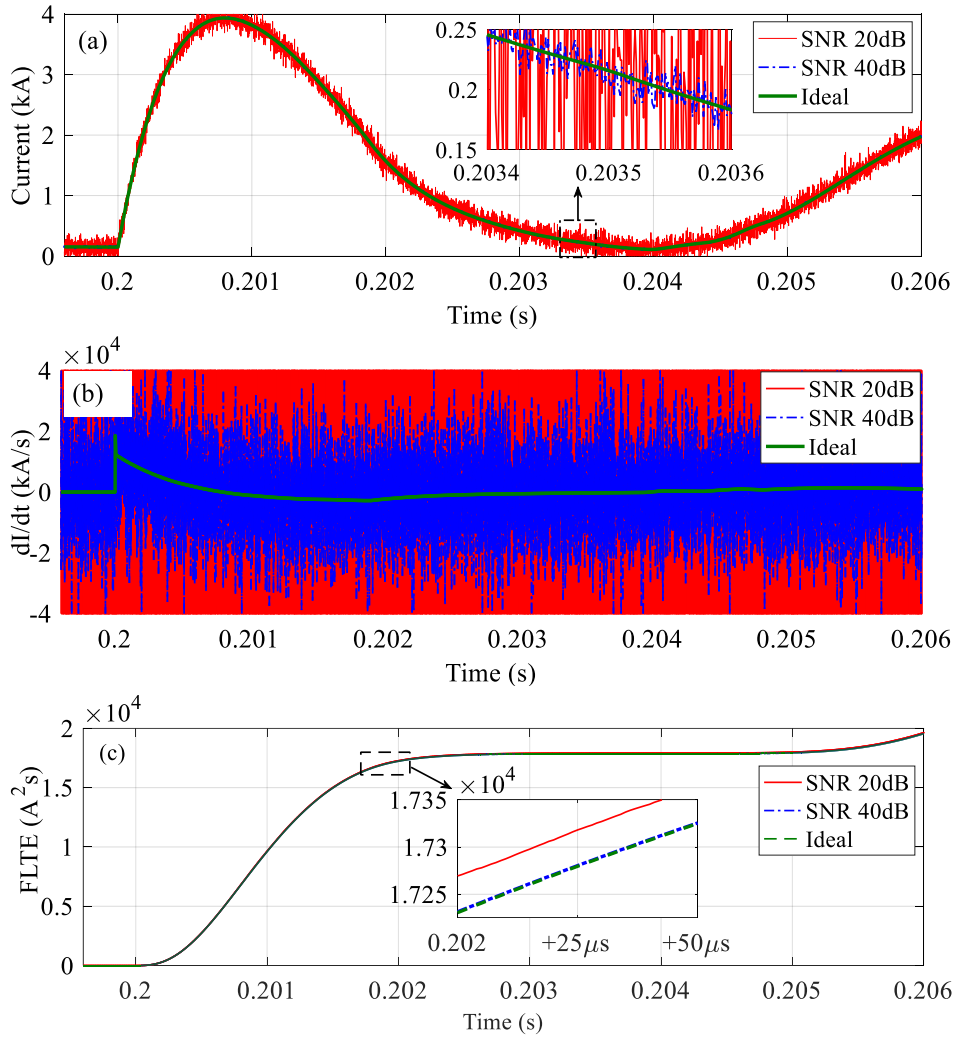 (a)
Current (kA)
4
3
2
1
0
0.25
0.2
0.15
0.2034
0.2035
0.2036
SNR 20dB
SNR 40dB
Ideal
0.2
0.201
0.202
0.203
0.204
0.205
0.206
Time (s)
×10^4
(b)
dI/dt (kA/s)
4
2
0
-2
-4
SNR 20dB
SNR 40dB
Ideal
0.2
0.201
0.202
0.203
0.204
0.205
0.206
Time (s)
×10^4
(c)
FLTE (A^2s)
2
1.5
1
0.5
0
×10^4
1.735
1.73
1.725
0.202
+25μs
+50μs
SNR 20dB
SNR 40dB
Ideal
0.2
0.201
0.202
0.203
0.204
0.205
0.206
Time (s)